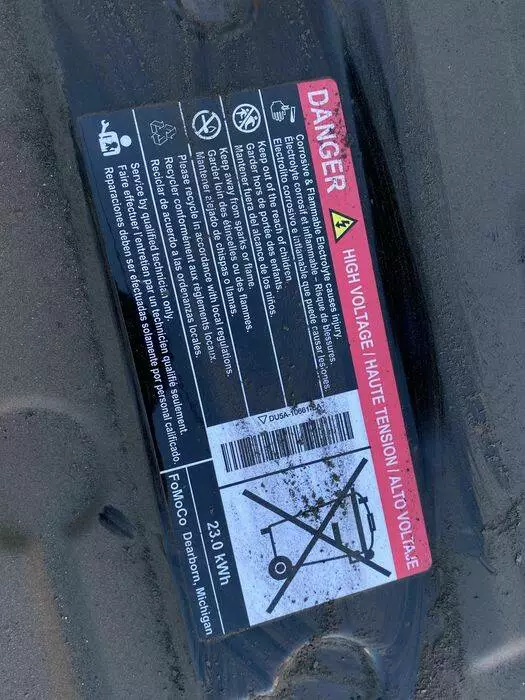 DANGER HIGH VOLTAGE / HAUTE TENSION / ALTO VOLTAJE
Corrosive & Flammable Electrolyte causes injury.
Électrolyte corrosif et inflammable - Risque de blessures.
Electrolito corrosivo e inflamable que puede causar lesiones.
Keep out of the reach of children.
Garder hors de portée des enfants.
Mantener fuera del alcance de los niños.
Keep away from sparks or flame.
Garder loin des étincelles ou des flammes.
Mantener alejado de chispas o llamas.
Please recycle in accordance with local regulations.
Recycler conformément aux règlements locaux.
Reciclar de acuerdo a las ordenanzas locales.
Service by qualified technician only.
Faire effectuer l'entretien par un technicien qualifié seulement.
Reparaciones deben ser efectuadas solamente por personal calificado.
23.0 kWh
FoMoCo Dearborn, Michigan